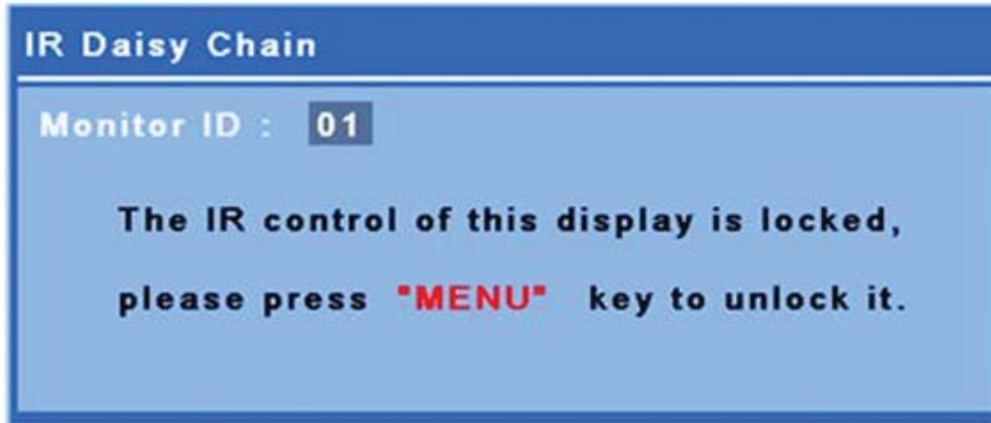 IR Daisy Chain
Monitor ID : 01
The IR control of this display is locked,
please press "MENU" key to unlock it.